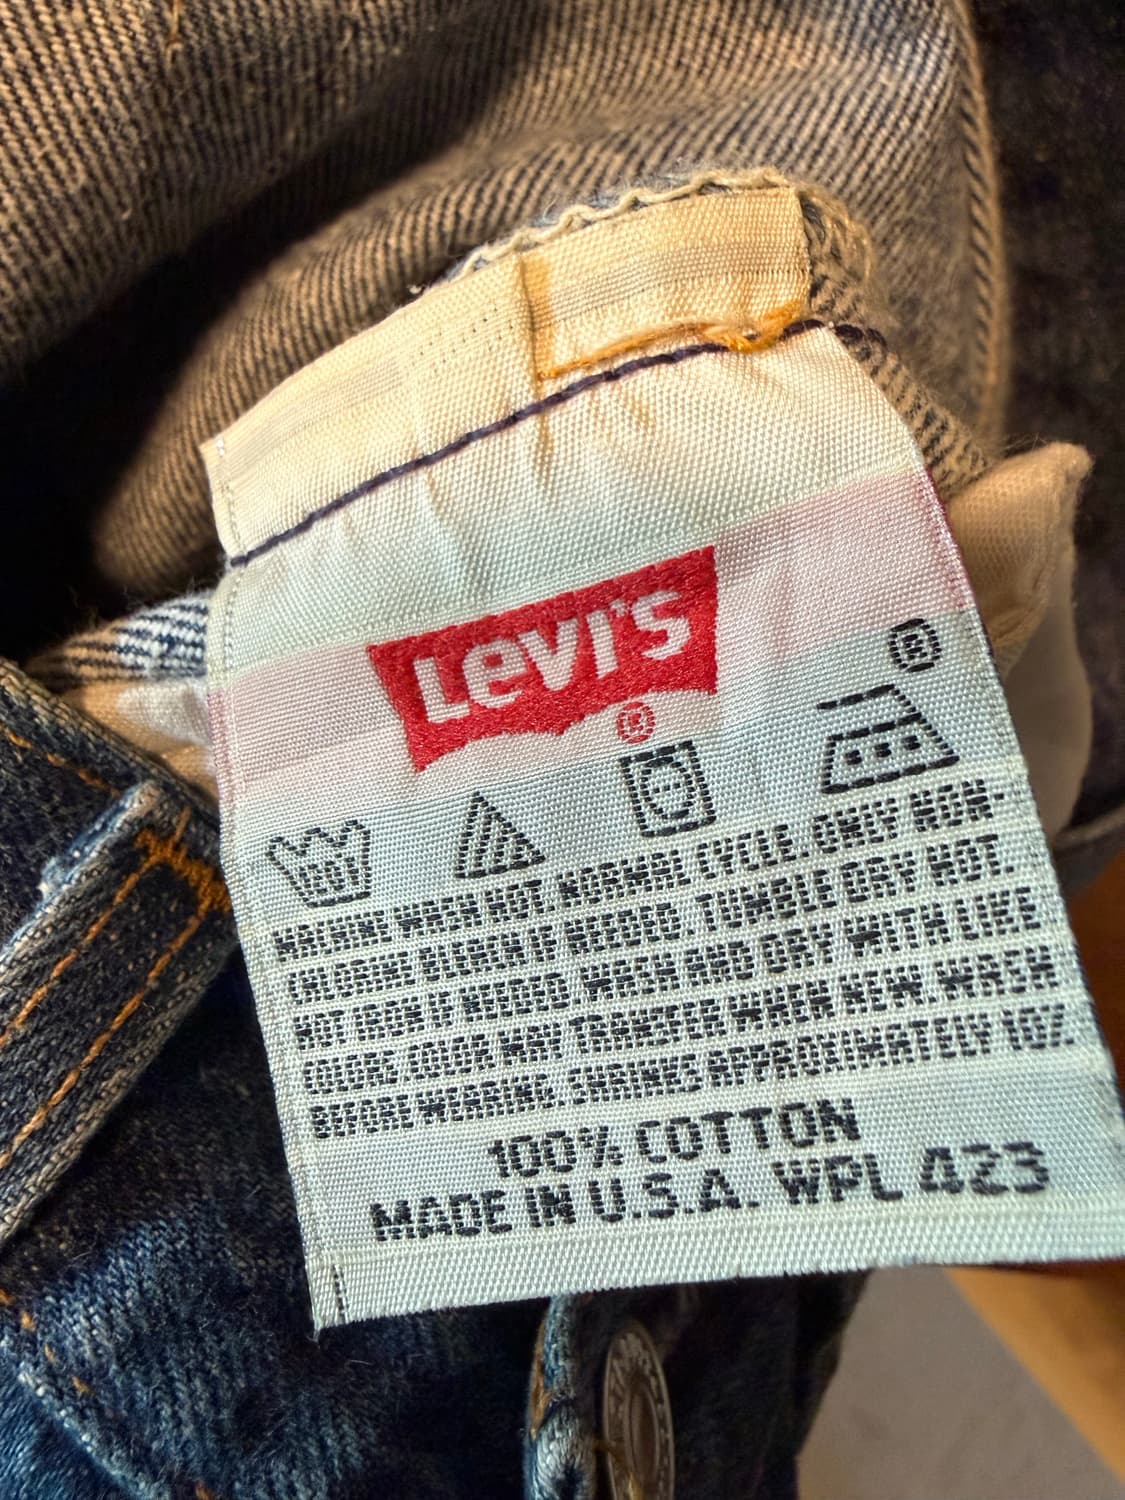 Levi's
®
®
MACHINE WASH HOT. NORMAL CYCLE. ONLY NON-
CHLORINE BLEACH IF NEEDED. TUMBLE DRY HOT.
HOT IRON IF NEEDED. WASH AND DRY WITH LIKE
COLORS. COLOR MAY TRANSFER WHEN NEW. WASH
BEFORE WEARING. SHRINKS APPROXIMATELY 10%.
100% COTTON
MADE IN U.S.A. WPL 423